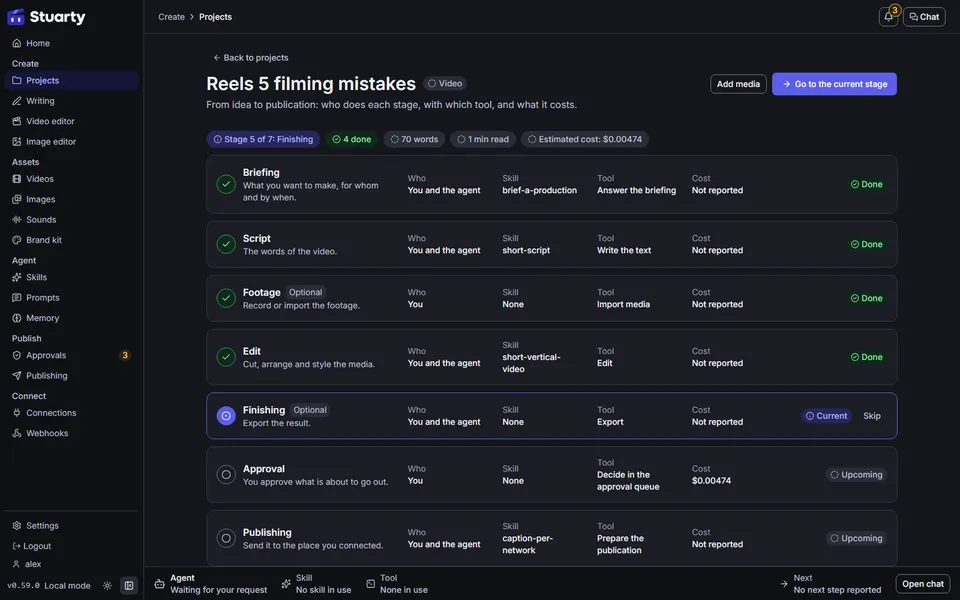 Stuarty
Home
Create
Projects
Writing
Video editor
Image editor
Assets
Videos
Images
Sounds
Brand kit
Agent
Skills
Prompts
Memory
Publish
Approvals 3
Publishing
Connect
Connections
Webhooks
Settings
Logout
alex
v0.59.0 Local mode
Create > Projects
3
Chat
← Back to projects
Reels 5 filming mistakes Video
Add media
→ Go to the current stage
From idea to publication: who does each stage, with which tool, and what it costs.
Stage 5 of 7: Finishing 4 done 70 words 1 min read Estimated cost: $0.00474
Briefing
What you want to make, for whom
and by when.
Who
You and the agent
Skill
brief-a-production
Tool
Answer the briefing
Cost
Not reported
Done
Script
The words of the video.
Who
You and the agent
Skill
short-script
Tool
Write the text
Cost
Not reported
Done
Footage Optional
Record or import the footage.
Who
You
Skill
None
Tool
Import media
Cost
Not reported
Done
Edit
Cut, arrange and style the media.
Who
You and the agent
Skill
short-vertical-
video
Tool
Edit
Cost
Not reported
Done
Finishing Optional
Export the result.
Who
You and the agent
Skill
None
Tool
Export
Cost
Not reported
Current
Skip
Approval
You approve what is about to go out.
Who
You
Skill
None
Tool
Decide in the
approval queue
Cost
$0.00474
Upcoming
Publishing
Send it to the place you connected.
Who
You and the agent
Skill
caption-per-
network
Tool
Prepare the
publication
Cost
Not reported
Upcoming
Agent
Waiting for your request
Skill
No skill in use
Tool
None in use
Next
No next step reported
Open chat